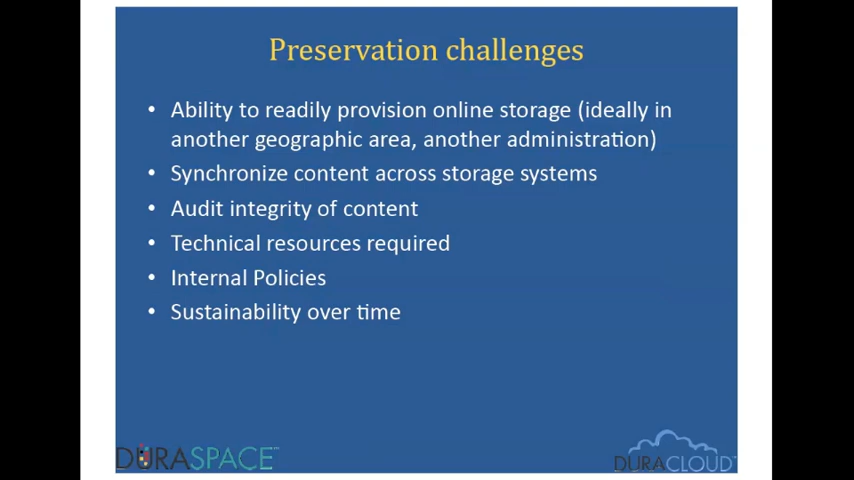 Preservation challenges
• Ability to readily provision online storage (ideally in
another geographic area, another administration)
• Synchronize content across storage systems
• Audit integrity of content
• Technical resources required
• Internal Policies
• Sustainability over time
DURASPACE
DURACLOUD